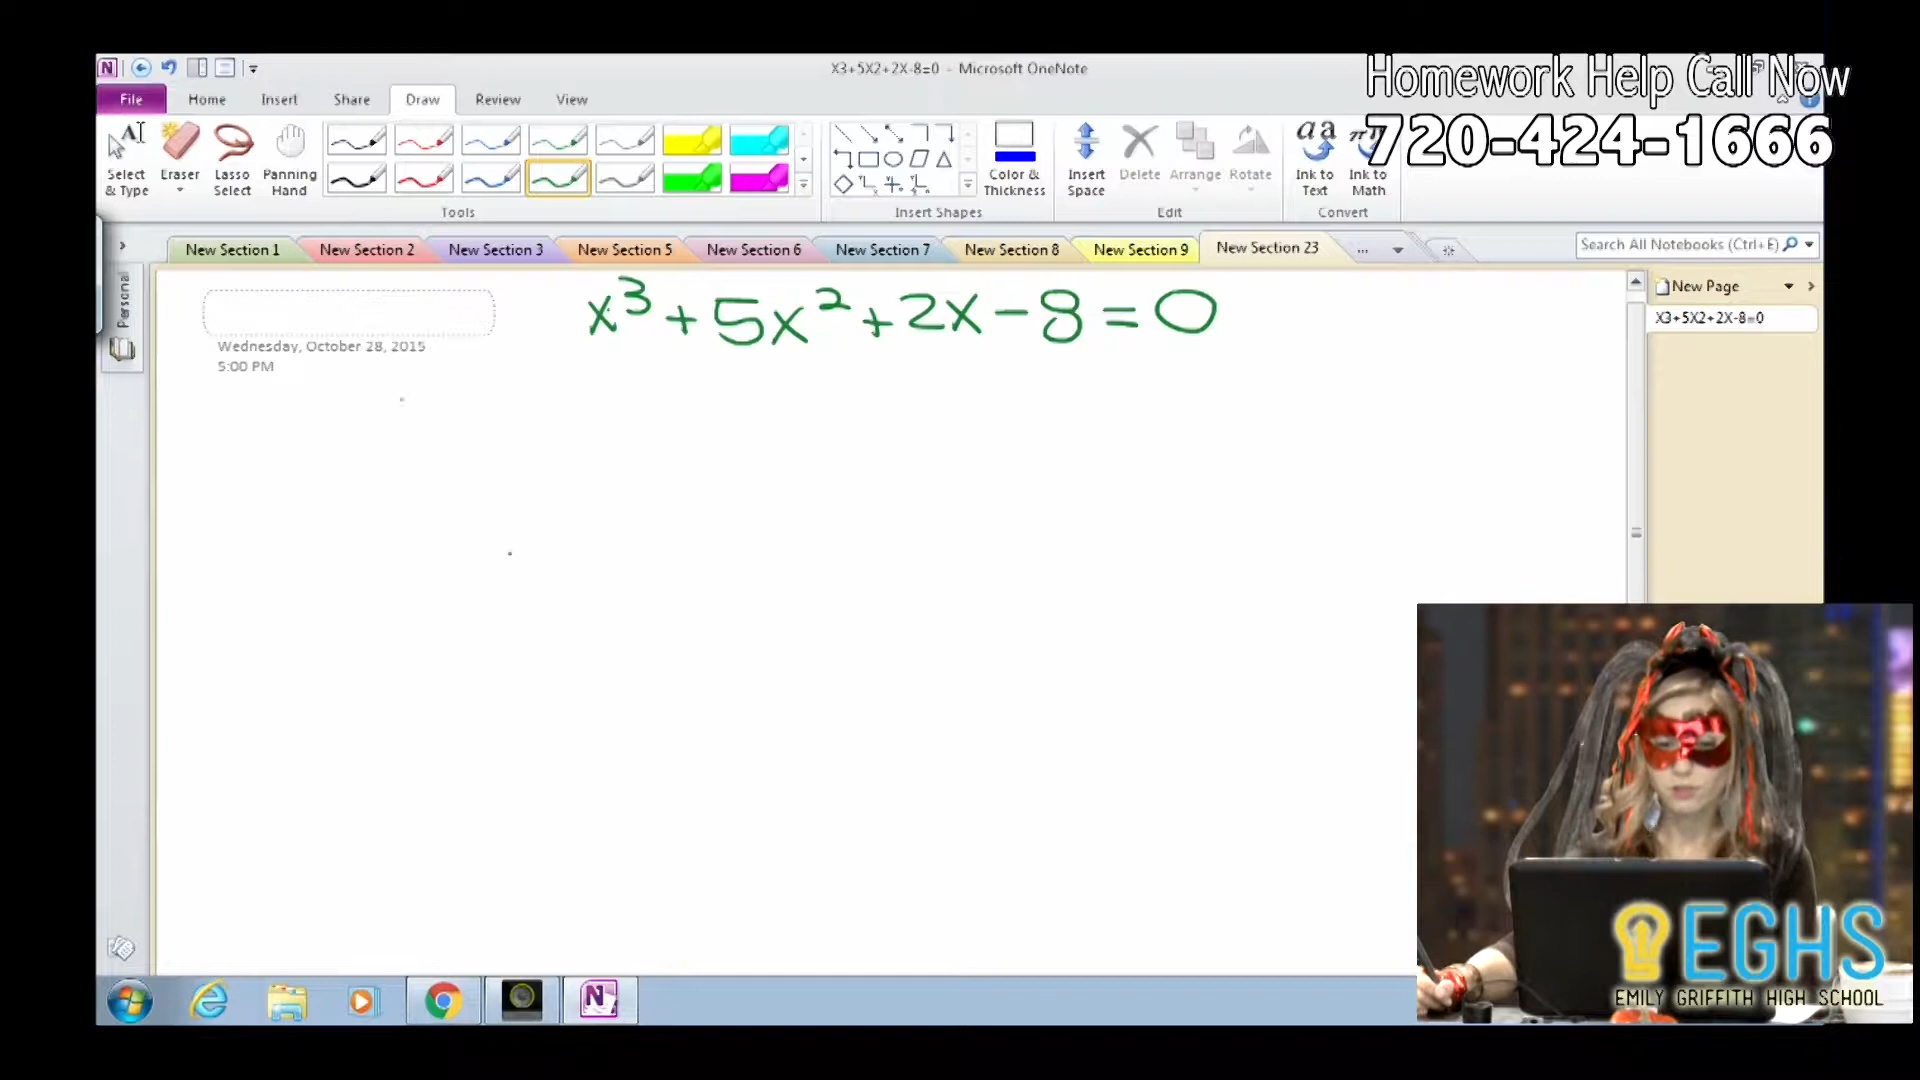 X3+5X2+2X-8=0 - Microsoft OneNote
Homework Help Call Now
720-424-1666
File Home Insert Share Draw Review View
Select & Type
Eraser
Lasso Select
Panning Hand
Color & Thickness
Insert Space
Delete
Arrange
Rotate
Ink to Text
Ink to Math
Tools
Insert Shapes
Edit
Convert
New Section 1 New Section 2 New Section 3 New Section 5 New Section 6 New Section 7 New Section 8 New Section 9 New Section 23 ...
Search All Notebooks (Ctrl+E)
Personal
New Page
X3+5X2+2X-8=0
x³+5x²+2x-8=0
Wednesday, October 28, 2015
5:00 PM
EGHS
EMILY GRIFFITH HIGH SCHOOL